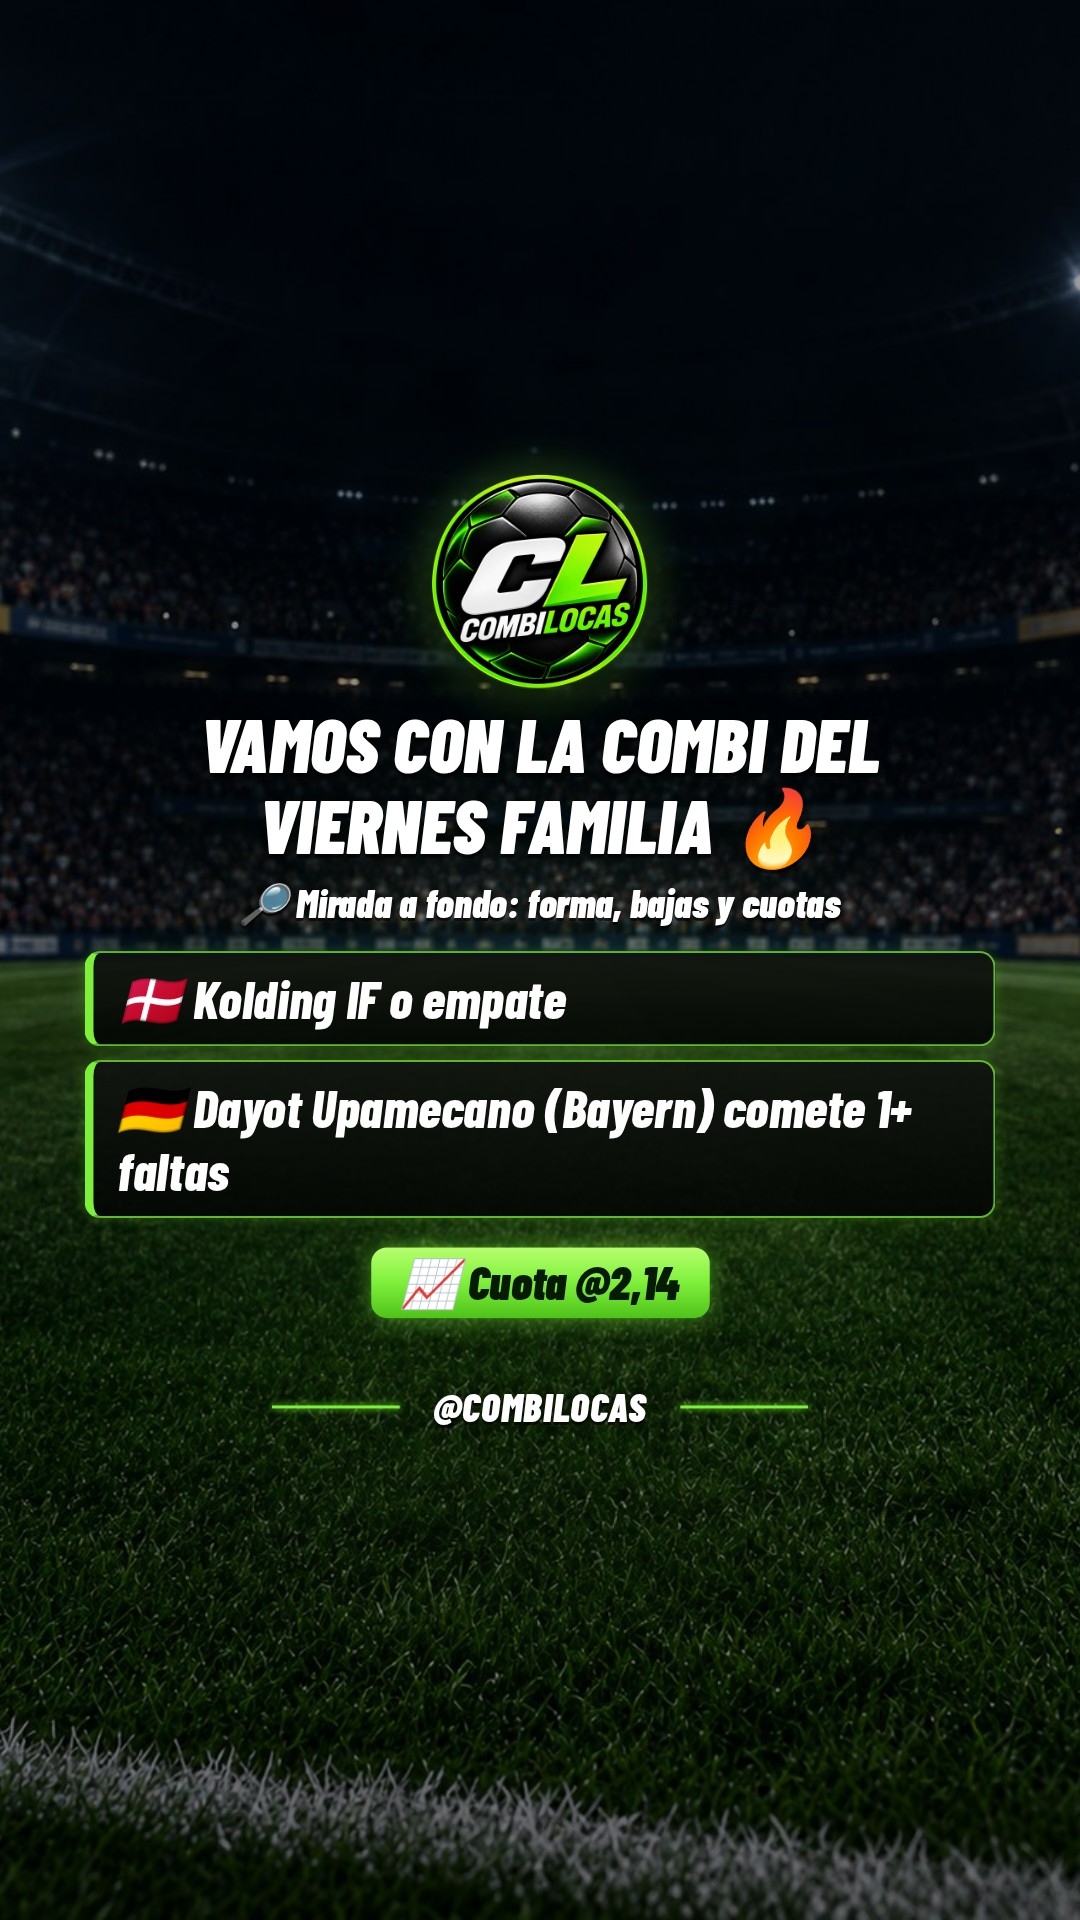 CL
COMBILOCAS
VAMOS CON LA COMBI DEL
VIERNES FAMILIA 🔥
🔎 Mirada a fondo: forma, bajas y cuotas
🇩🇰 Kolding IF o empate
🇩🇪 Dayot Upamecano (Bayern) comete 1+
faltas
📈 Cuota @2,14
@COMBILOCAS